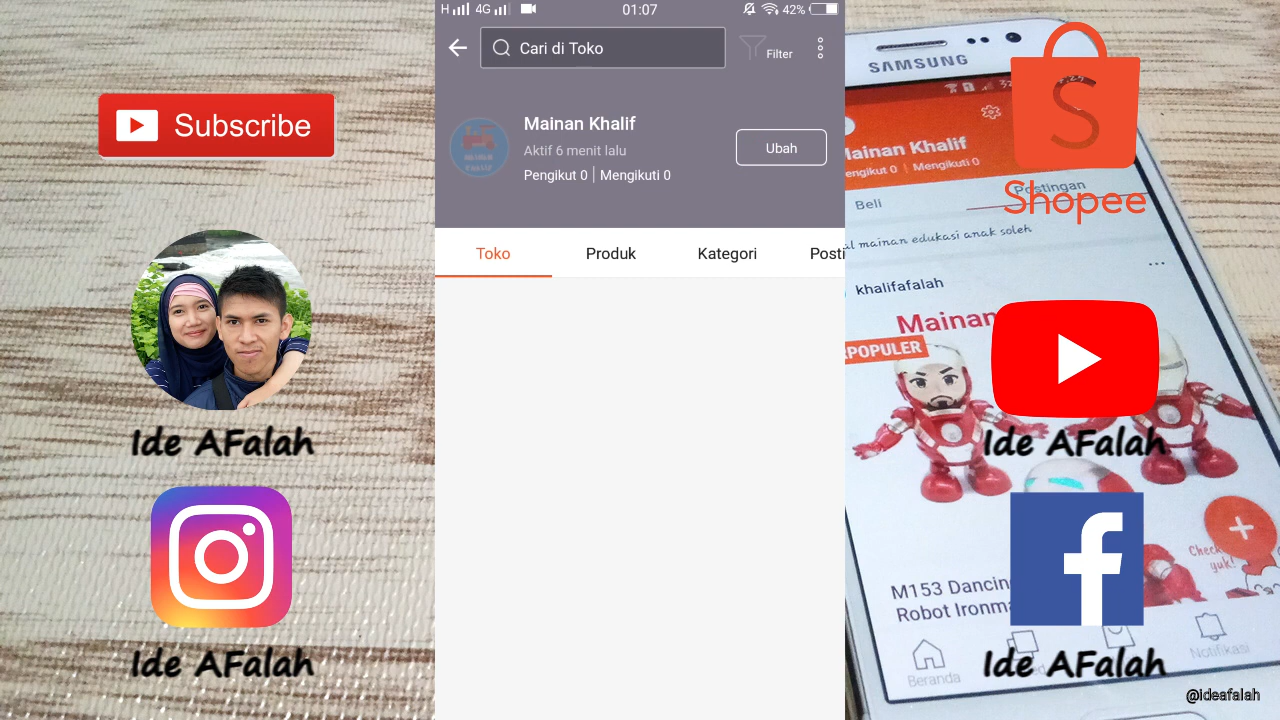 Subscribe
Ide AFalah
Ide AFalah
H 4G 01:07 42%
Cari di Toko
Filter
Mainan Khalif
Aktif 6 menit lalu
Pengikut 0 | Mengikuti 0
Ubah
Toko Produk Kategori Posti
SAMSUNG
Mainan Khalif
Pengikut 0 | Mengikuti 0
Beli Postingan
Shopee
al mainan edukasi anak soleh
khalifafalah
Mainan
RPOPULER
Ide AFalah
Check
yuk!
M153 Dancing
Robot Ironma
Beranda
Notifikasi
Ide AFalah
@ideafalah